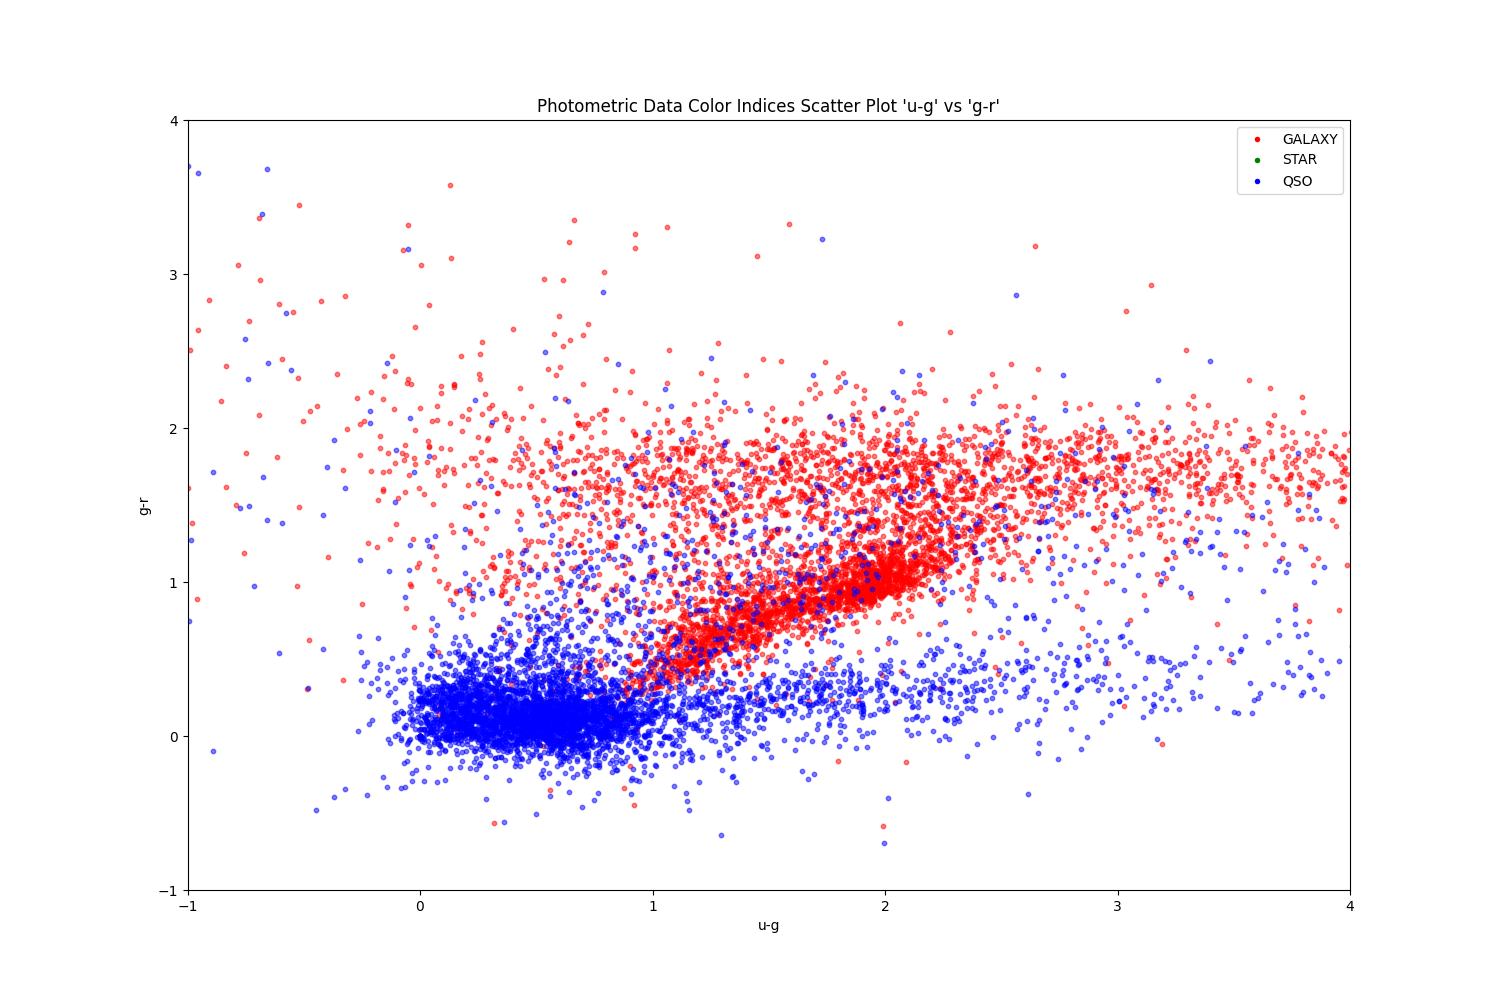 Photometric Data Color Indices Scatter Plot 'u-g' vs 'g-r'
GALAXY
STAR
QSO
4
3
2
1
0
−1
g-r
−1 0 1 2 3 4
u-g